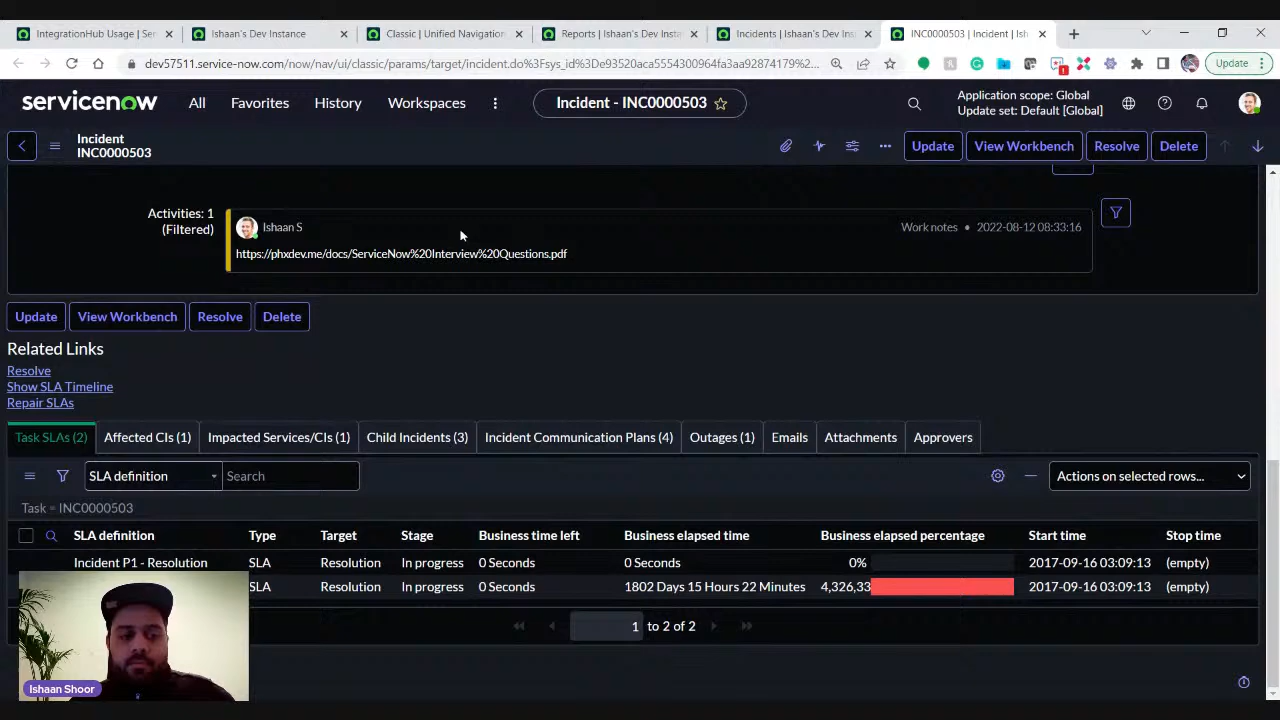 IntegrationHub Usage | Ser
Ishaan's Dev Instance
Classic | Unified Navigation
Reports | Ishaan's Dev Insta
Incidents | Ishaan's Dev Ins
INC0000503 | Incident | Ish
dev57511.service-now.com/now/nav/ui/classic/params/target/incident.do%3Fsys_id%3De93520aca5554300964fa3aa92874179%2...
1
Update
servicenow
All
Favorites
History
Workspaces
Incident - INC0000503
Application scope: Global
Update set: Default [Global]
Incident
INC0000503
Update
View Workbench
Resolve
Delete
Activities: 1
(Filtered)
Ishaan S
Work notes • 2022-08-12 08:33:16
https://phxdev.me/docs/ServiceNow%20Interview%20Questions.pdf
Update
View Workbench
Resolve
Delete
Related Links
Resolve
Show SLA Timeline
Repair SLAs
Task SLAs (2)
Affected CIs (1)
Impacted Services/CIs (1)
Child Incidents (3)
Incident Communication Plans (4)
Outages (1)
Emails
Attachments
Approvers
SLA definition
Search
Actions on selected rows...
Task = INC0000503
SLA definition Type Target Stage Business time left Business elapsed time Business elapsed percentage Start time Stop time
Incident P1 - Resolution SLA Resolution In progress 0 Seconds 0 Seconds 0% 2017-09-16 03:09:13 (empty)
SLA Resolution In progress 0 Seconds 1802 Days 15 Hours 22 Minutes 4,326,33 2017-09-16 03:09:13 (empty)
1 to 2 of 2
Ishaan Shoor